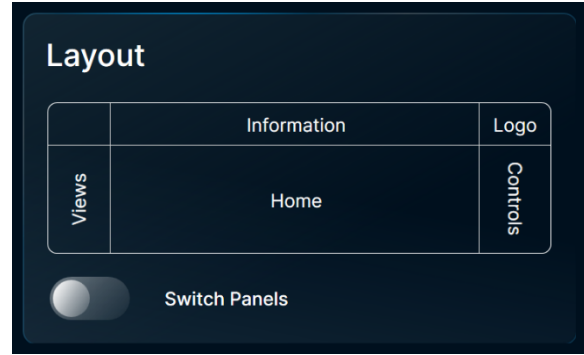 Layout
Information
Logo
Views
Home
Controls
Switch Panels